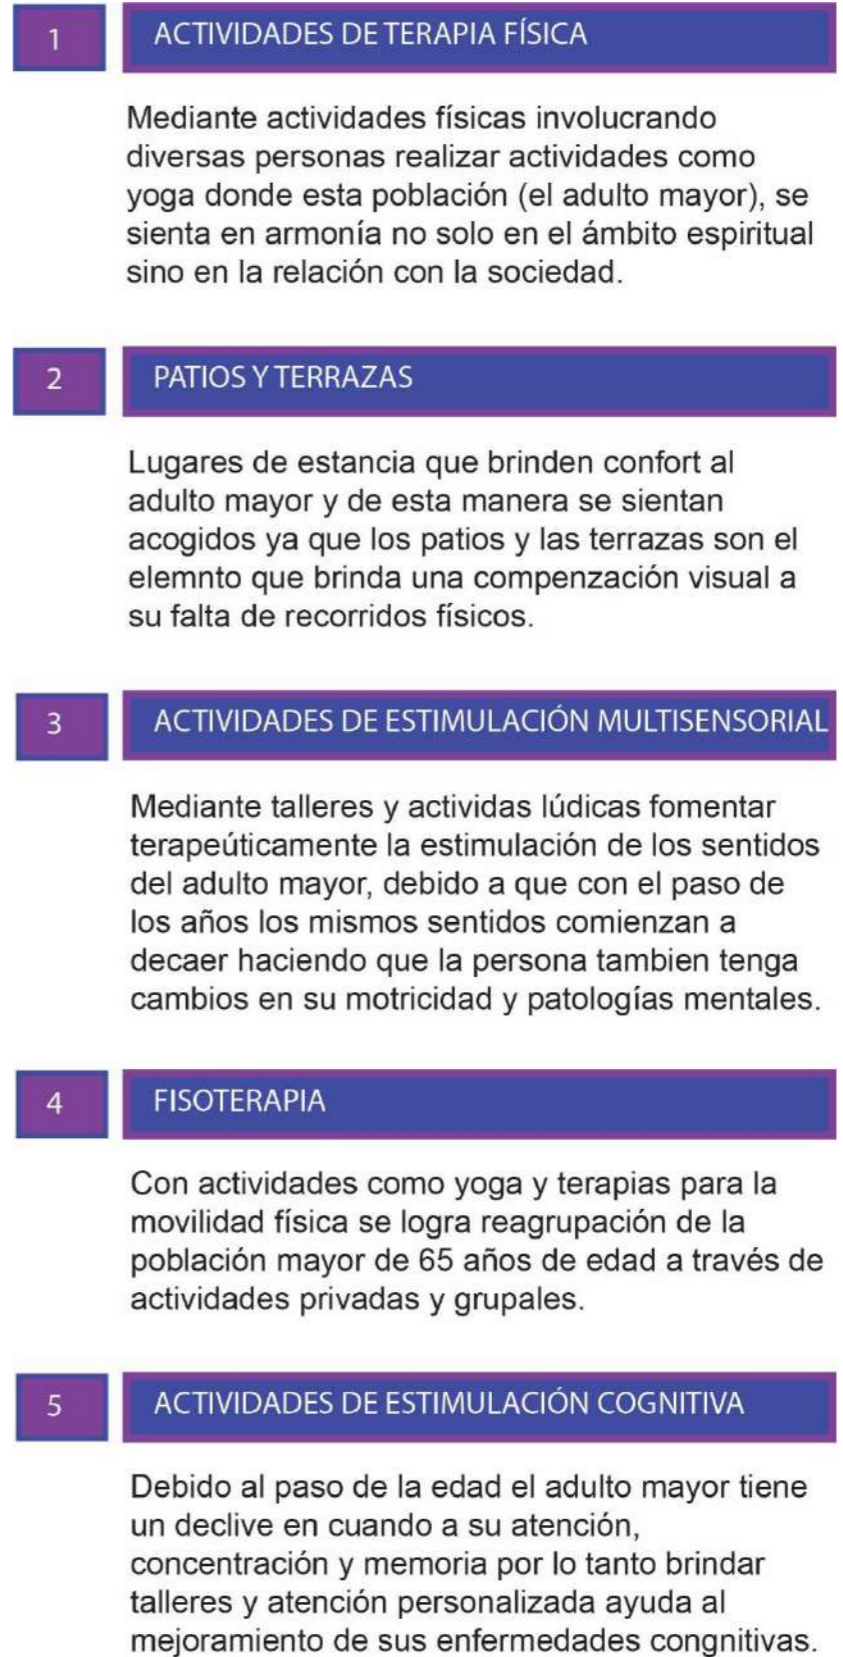 1 ACTIVIDADES DE TERAPIA FÍSICA
Mediante actividades físicas involucrando
diversas personas realizar actividades como
yoga donde esta población (el adulto mayor), se
sienta en armonía no solo en el ámbito espiritual
sino en la relación con la sociedad.
2 PATIOS Y TERRAZAS
Lugares de estancia que brinden confort al
adulto mayor y de esta manera se sientan
acogidos ya que los patios y las terrazas son el
elemnto que brinda una compenzación visual a
su falta de recorridos físicos.
3 ACTIVIDADES DE ESTIMULACIÓN MULTISENSORIAL
Mediante talleres y actividas lúdicas fomentar
terapeúticamente la estimulación de los sentidos
del adulto mayor, debido a que con el paso de
los años los mismos sentidos comienzan a
decaer haciendo que la persona tambien tenga
cambios en su motricidad y patologías mentales.
4 FISOTERAPIA
Con actividades como yoga y terapias para la
movilidad física se logra reagrupación de la
población mayor de 65 años de edad a través de
actividades privadas y grupales.
5 ACTIVIDADES DE ESTIMULACIÓN COGNITIVA
Debido al paso de la edad el adulto mayor tiene
un declive en cuando a su atención,
concentración y memoria por lo tanto brindar
talleres y atención personalizada ayuda al
mejoramiento de sus enfermedades congnitivas.